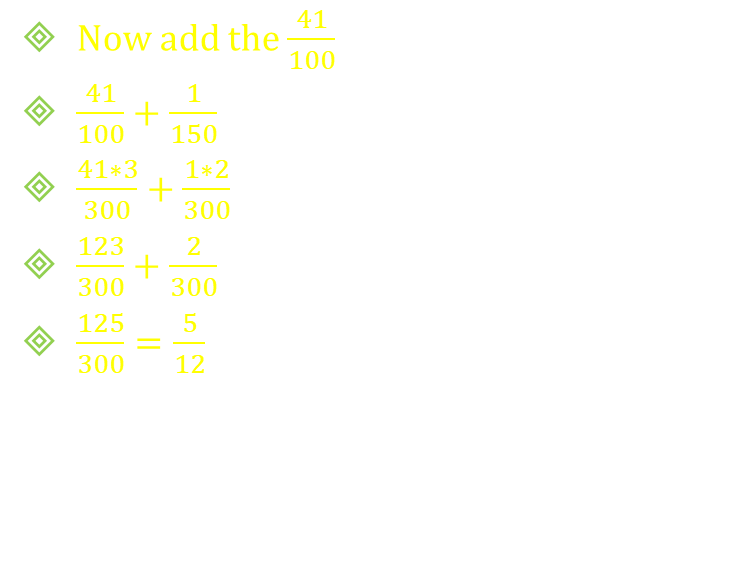 Now add the 41/100
41/100 + 1/150
41*3/300 + 1*2/300
123/300 + 2/300
125/300 = 5/12